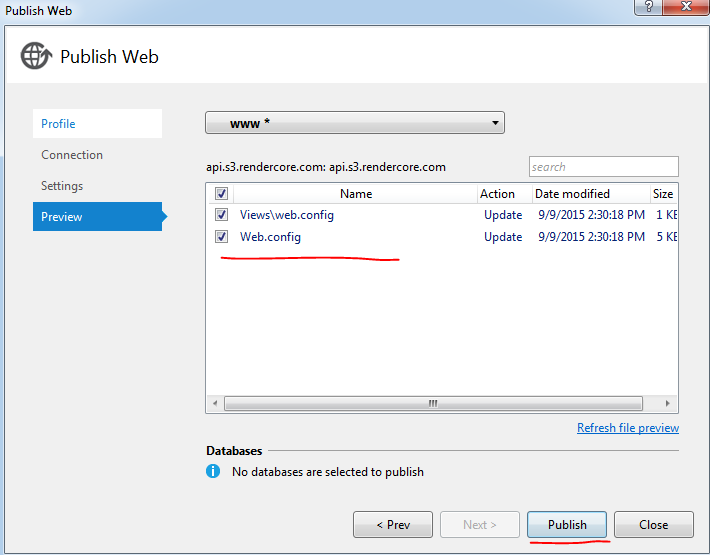 Publish Web
?
Publish Web
Profile
Connection
Settings
Preview
www *
api.s3.rendercore.com: api.s3.rendercore.com
search
Name Action Date modified Size
Views\web.config Update 9/9/2015 2:30:18 PM 1 KB
Web.config Update 9/9/2015 2:30:18 PM 5 KB
Refresh file preview
Databases
No databases are selected to publish
< Prev Next > Publish Close